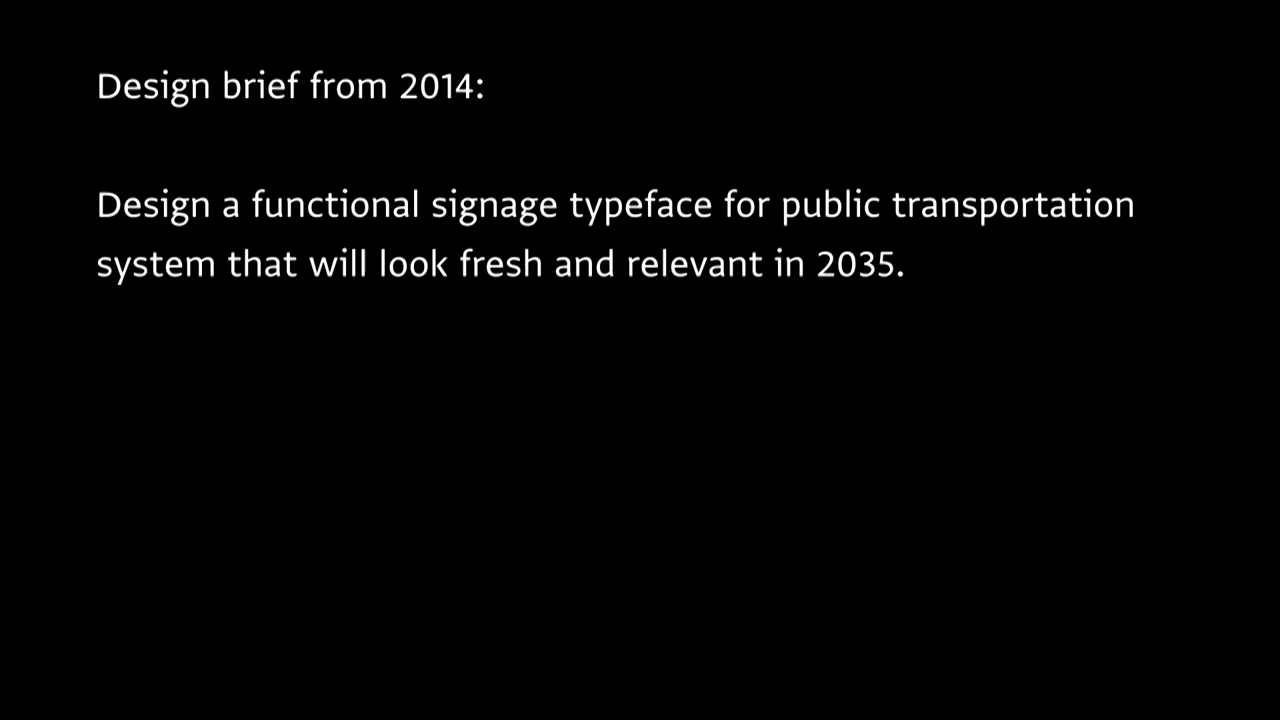 Design brief from 2014:
Design a functional signage typeface for public transportation
system that will look fresh and relevant in 2035.